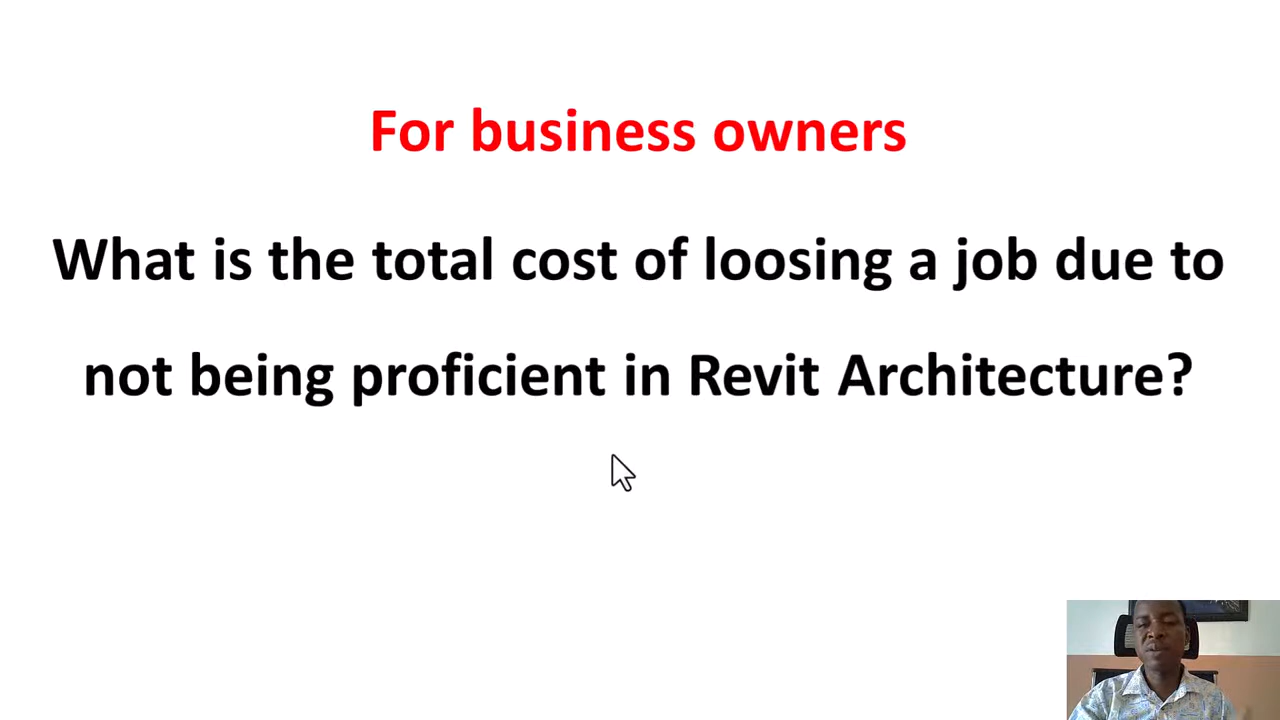 For business owners
What is the total cost of loosing a job due to
not being proficient in Revit Architecture?